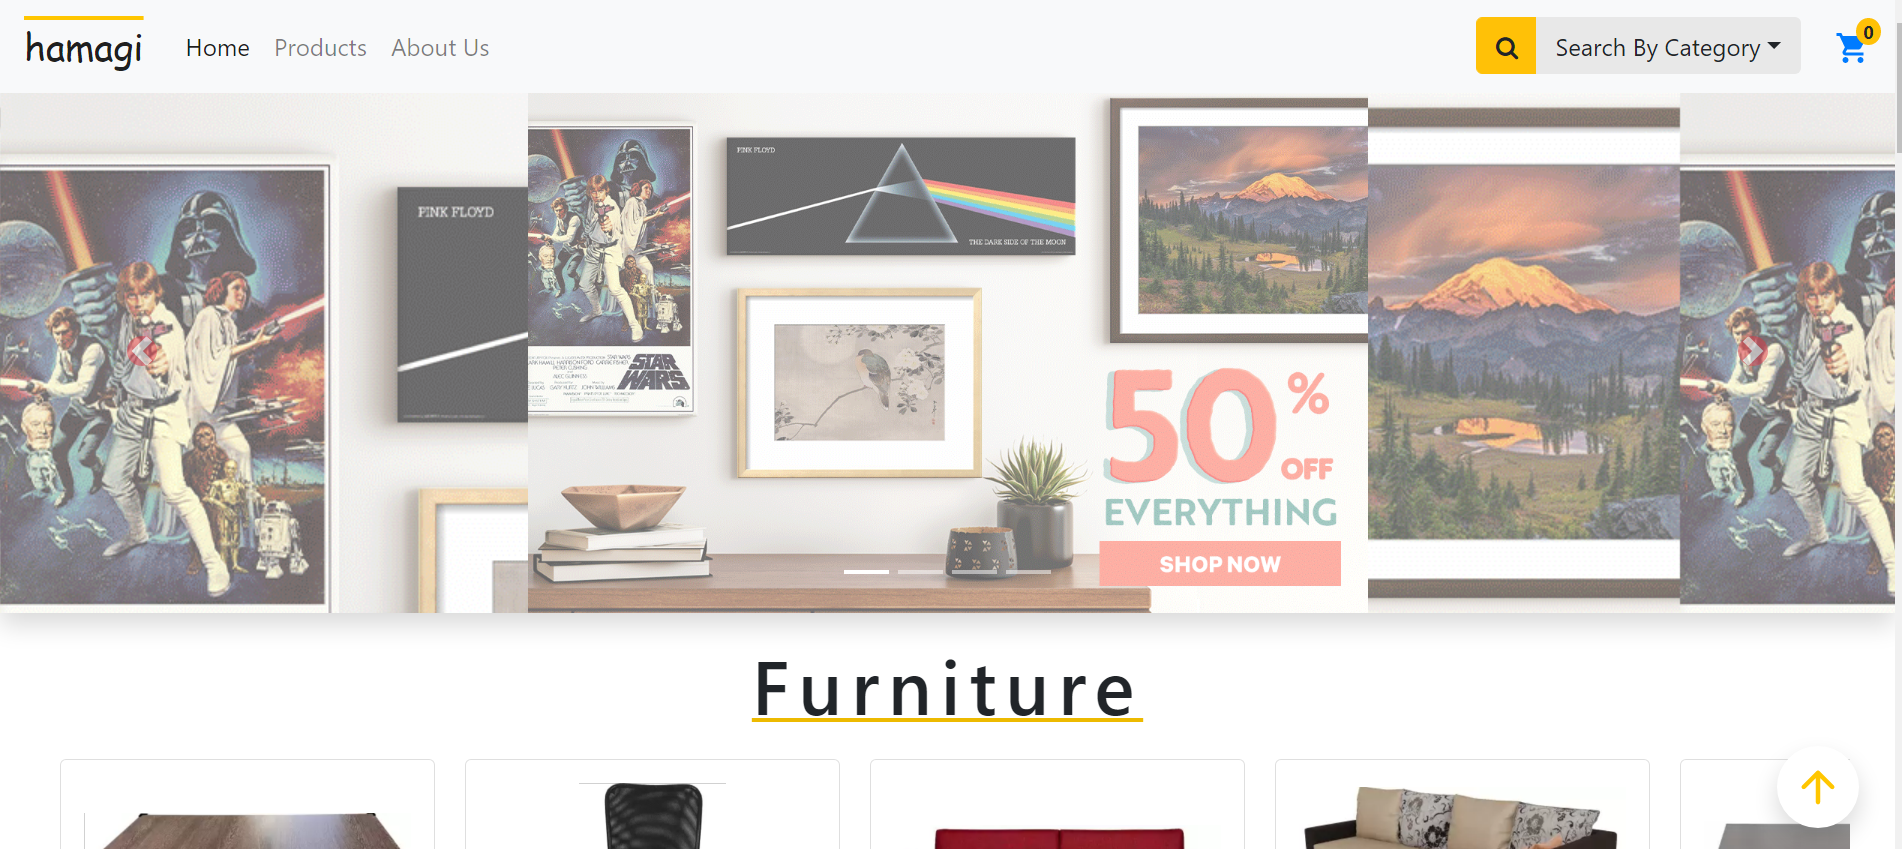 hamagi
Home
Products
About Us
Search By Category
0
PINK FLOYD
PINK FLOYD
THE DARK SIDE OF THE MOON
STAR
WARS
50%
OFF
EVERYTHING
SHOP NOW
Furniture